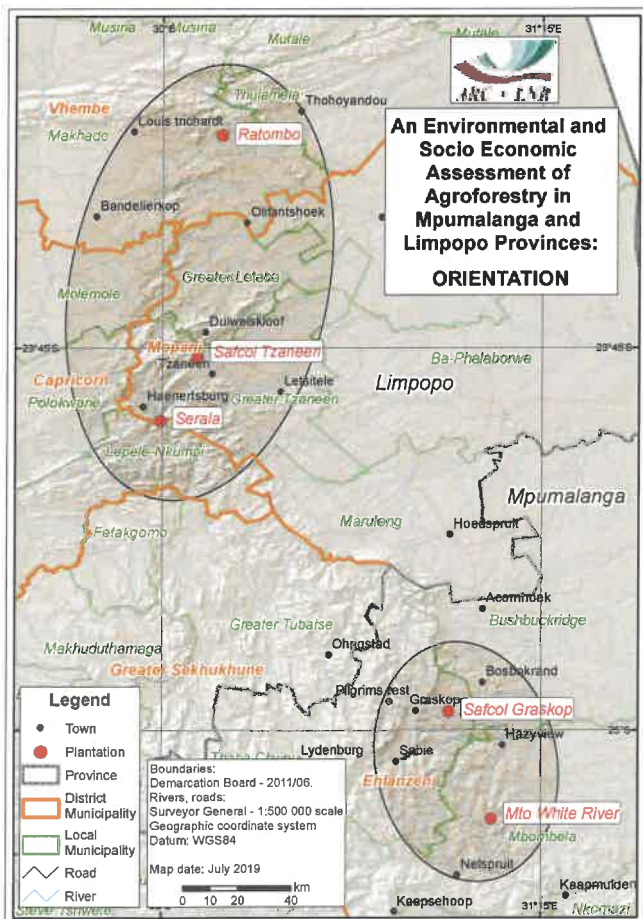 30°E
31°15'E
Musina
Musina
Mutale
Mutale
ARC • LNR
Thulamela
Thohoyandou
Vhembe
Louis trichardt
Makhado
Ratombo
An Environmental and
Socio Economic
Assessment of
Agroforestry in
Mpumalanga and
Limpopo Provinces:
ORIENTATION
Bandelierkop
Olifantshoek
Greater Letaba
Molemole
Duiwelskloof
23°45'S
Mopani
Safcol Tzaneen
23°45'S
Ba-Phalaborwa
Tzaneen
Capricorn
Letsitele
Limpopo
Polokwane
Haenertsburg
Greater Tzaneen
Serala
Lepele-Nkumpi
Mpumalanga
Maruleng
Hoedspruit
Fetakgomo
Acornhoek
Bushbuckridge
Greater Tubatse
Makhuduthamaga
Ohrigstad
Greater Sekhukhune
Bosbokrand
Pilgrims rest
Graskop
Safcol Graskop
25°S
Hazyview
Thaba Chweu
Lydenburg
Sabie
Ehlanzeni
Mto White River
Mbombela
Nelspruit
Kaapmuiden
Kaapsehoop
Steve Tshwete
31°15'E
Nkomazi
Legend
Town
Plantation
Province
District
Municipality
Local
Municipality
Road
River
Boundaries:
Demarcation Board - 2011/06.
Rivers, roads;
Surveyor General - 1:500 000 scale
Geographic coordinate system
Datum: WGS84
Map date: July 2019
km
0 10 20 40